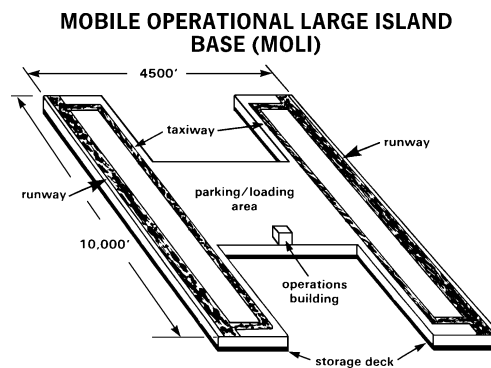 MOBILE OPERATIONAL LARGE ISLAND
BASE (MOLI)
4500'
taxiway
runway
runway
parking/loading
area
10,000'
operations
building
storage deck